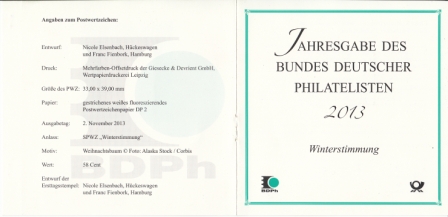 Angaben zum Postwertzeichen:
Entwurf: Nicole Elsenbach, Hückeswagen
und Franc Fienbork, Hamburg
Druck: Mehrfarben-Offsetdruck der Giesecke & Devrient GmbH,
Wertpapierdruckerei Leipzig
Größe des PWZ: 33,00 x 39,00 mm
Papier: gestrichenes weißes fluoreszierendes
Postwertzeichenpapier DP 2
Ausgabetag: 2. November 2013
Anlass: SPWZ „Winterstimmung"
Motiv: Weihnachtsbaum © Foto: Alaska Stock / Corbis
Wert: 58 Cent
Entwurf der
Ersttagsstempel: Nicole Elsenbach, Hückeswagen
und Franc Fienbork, Hamburg
BDPh
JAHRESGABE DES
BUNDES DEUTSCHER
PHILATELISTEN
2013
Winterstimmung
BDPh